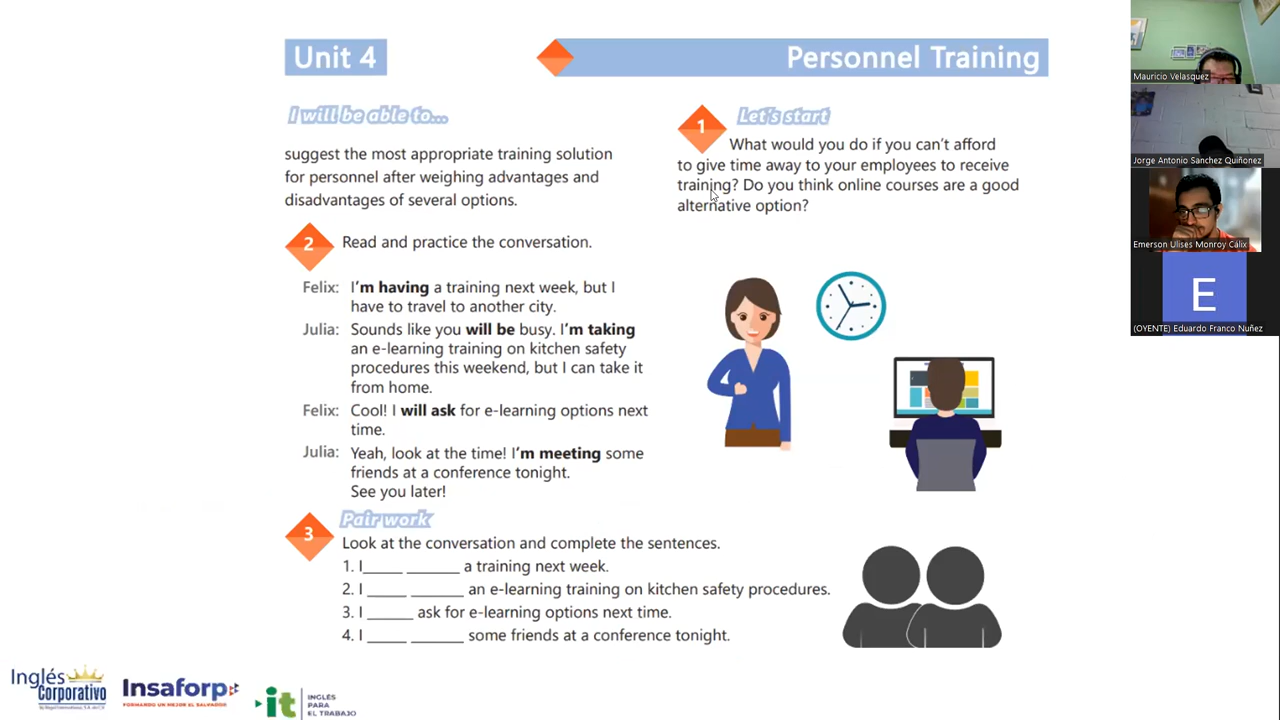 Unit 4
Personnel Training
I will be able to...
suggest the most appropriate training solution
for personnel after weighing advantages and
disadvantages of several options.
1
Let's start
What would you do if you can't afford
to give time away to your employees to receive
training? Do you think online courses are a good
alternative option?
2
Read and practice the conversation.
Felix: I'm having a training next week, but I
have to travel to another city.
Julia: Sounds like you will be busy. I'm taking
an e-learning training on kitchen safety
procedures this weekend, but I can take it
from home.
Felix: Cool! I will ask for e-learning options next
time.
Julia: Yeah, look at the time! I'm meeting some
friends at a conference tonight.
See you later!
3
Pair work
Look at the conversation and complete the sentences.
1. I_____ _______ a training next week.
2. I _____ _______ an e-learning training on kitchen safety procedures.
3. I ______ ask for e-learning options next time.
4. I _____ _______ some friends at a conference tonight.
Inglés
Corporativo
Insaforp
FORMANDO UN MEJOR EL SALVADOR
it
INGLÉS
PARA
EL TRABAJO
Mauricio Velasquez
Jorge Antonio Sanchez Quiñonez
Emerson Ulises Monroy Cálix
E
(OYENTE) Eduardo Franco Nuñez